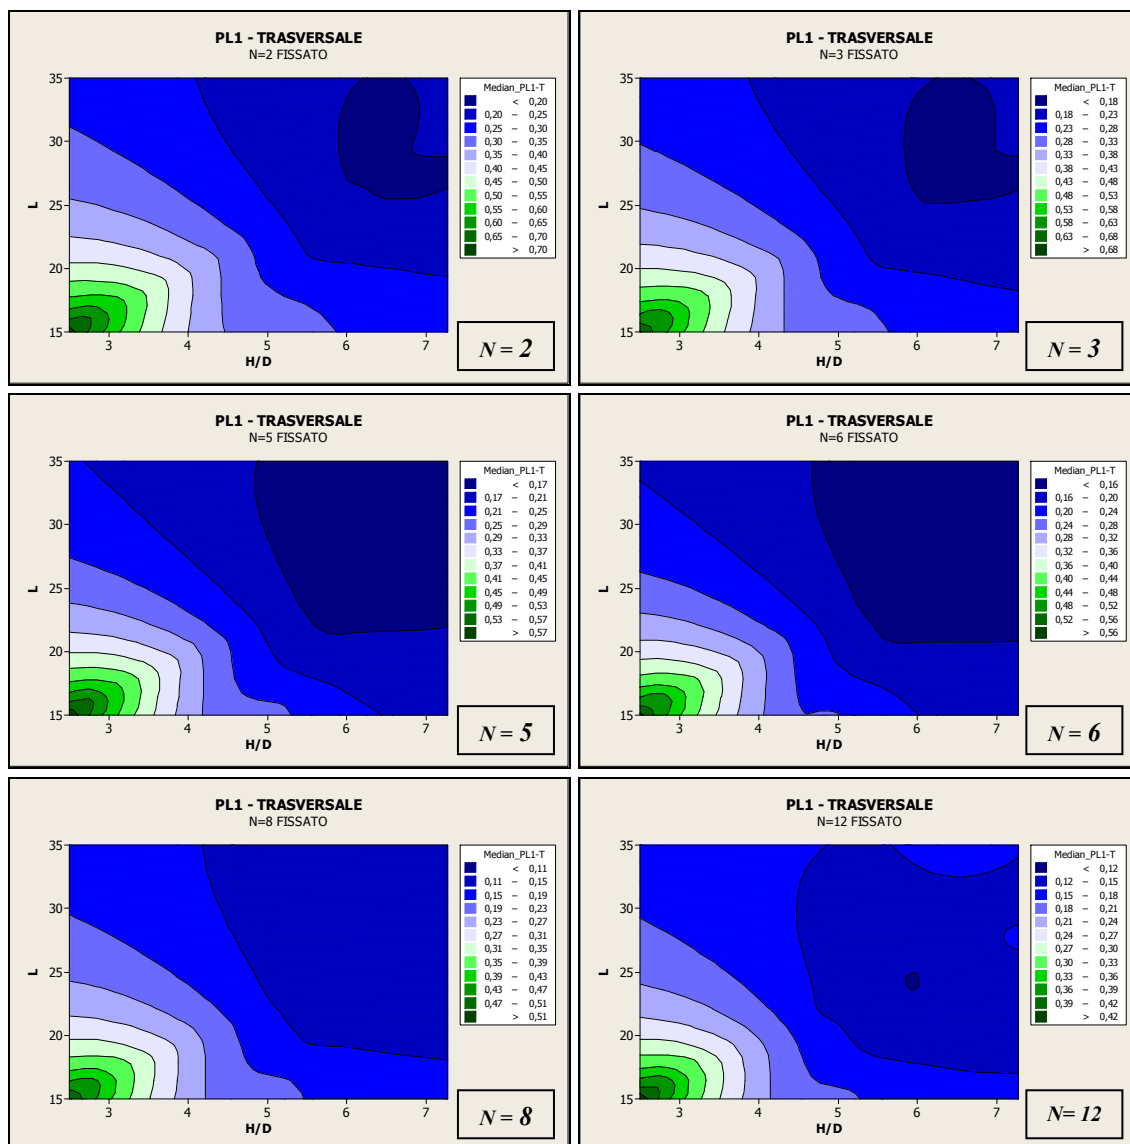 PL1 - TRASVERSALE
N=2 FISSATO
35
30
25
20
15
L
3 4 5 6 7
H/D
Median_PL1-T
< 0,20
0,20 – 0,25
0,25 – 0,30
0,30 – 0,35
0,35 – 0,40
0,40 – 0,45
0,45 – 0,50
0,50 – 0,55
0,55 – 0,60
0,60 – 0,65
0,65 – 0,70
> 0,70
N = 2
PL1 - TRASVERSALE
N=3 FISSATO
35
30
25
20
15
L
3 4 5 6 7
H/D
Median_PL1-T
< 0,18
0,18 – 0,23
0,23 – 0,28
0,28 – 0,33
0,33 – 0,38
0,38 – 0,43
0,43 – 0,48
0,48 – 0,53
0,53 – 0,58
0,58 – 0,63
0,63 – 0,68
> 0,68
N = 3
PL1 - TRASVERSALE
N=5 FISSATO
35
30
25
20
15
L
3 4 5 6 7
H/D
Median_PL1-T
< 0,17
0,17 – 0,21
0,21 – 0,25
0,25 – 0,29
0,29 – 0,33
0,33 – 0,37
0,37 – 0,41
0,41 – 0,45
0,45 – 0,49
0,49 – 0,53
0,53 – 0,57
> 0,57
N = 5
PL1 - TRASVERSALE
N=6 FISSATO
35
30
25
20
15
L
3 4 5 6 7
H/D
Median_PL1-T
< 0,16
0,16 – 0,20
0,20 – 0,24
0,24 – 0,28
0,28 – 0,32
0,32 – 0,36
0,36 – 0,40
0,40 – 0,44
0,44 – 0,48
0,48 – 0,52
0,52 – 0,56
> 0,56
N = 6
PL1 - TRASVERSALE
N=8 FISSATO
35
30
25
20
15
L
3 4 5 6 7
H/D
Median_PL1-T
< 0,11
0,11 – 0,15
0,15 – 0,19
0,19 – 0,23
0,23 – 0,27
0,27 – 0,31
0,31 – 0,35
0,35 – 0,39
0,39 – 0,43
0,43 – 0,47
0,47 – 0,51
> 0,51
N = 8
PL1 - TRASVERSALE
N=12 FISSATO
35
30
25
20
15
L
3 4 5 6 7
H/D
Median_PL1-T
< 0,12
0,12 – 0,15
0,15 – 0,18
0,18 – 0,21
0,21 – 0,24
0,24 – 0,27
0,27 – 0,30
0,30 – 0,33
0,33 – 0,36
0,36 – 0,39
0,39 – 0,42
> 0,42
N= 12